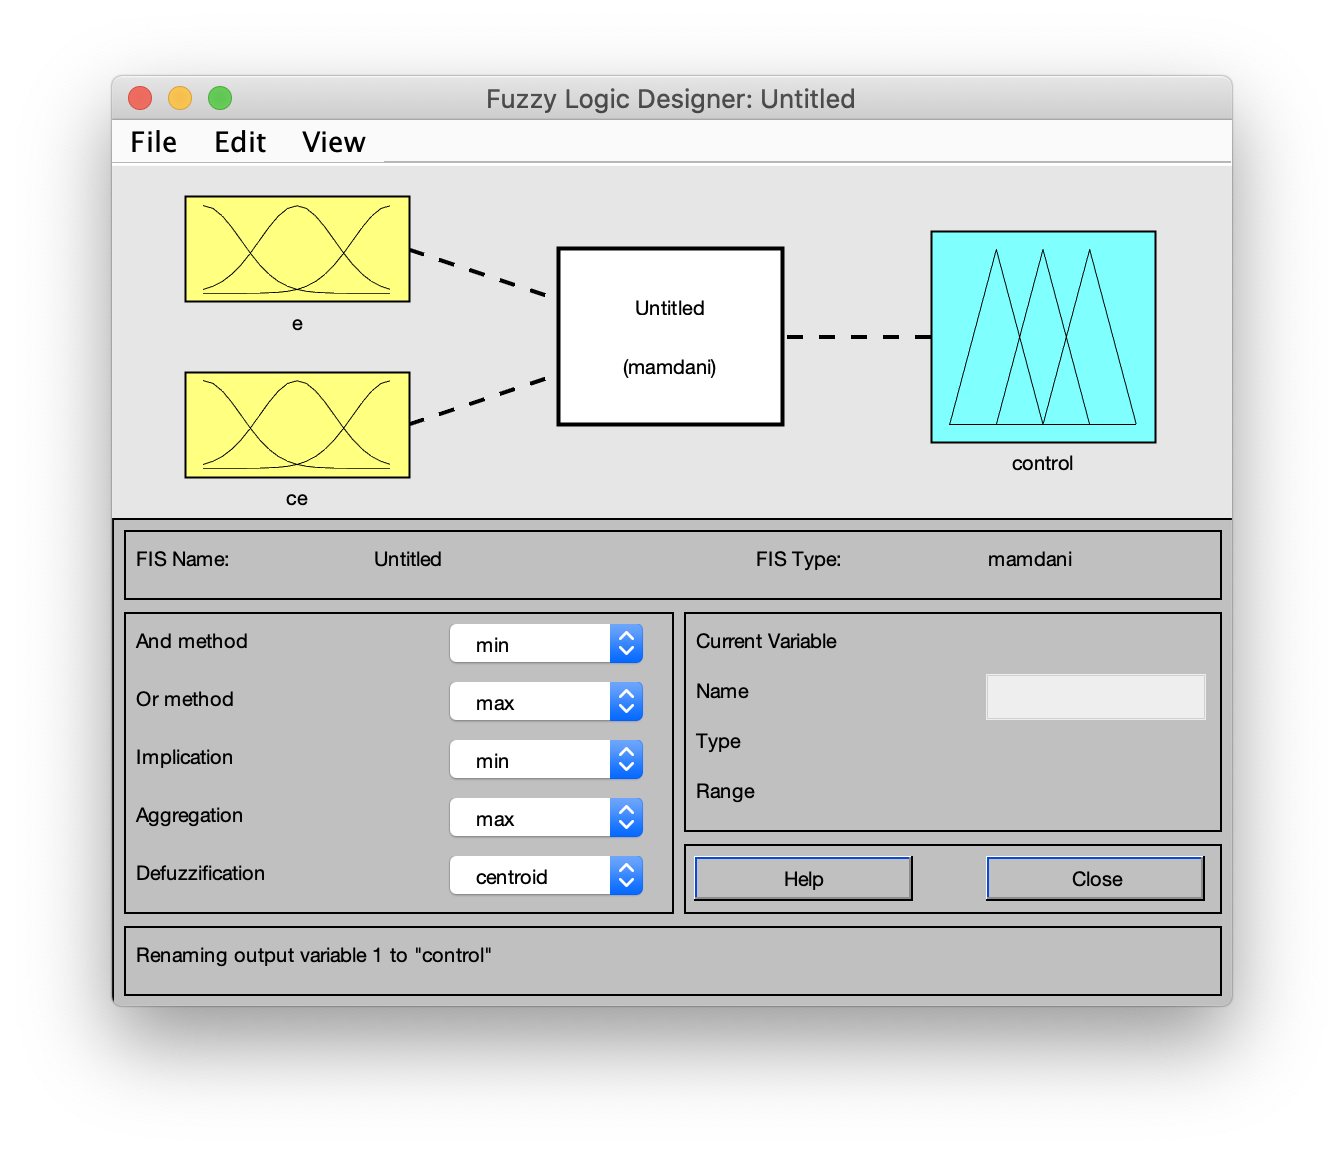 Fuzzy Logic Designer: Untitled
File Edit View
e
ce
Untitled
(mamdani)
control
FIS Name: Untitled FIS Type: mamdani
And method min
Or method max
Implication min
Aggregation max
Defuzzification centroid
Current Variable
Name
Type
Range
Help Close
Renaming output variable 1 to "control"